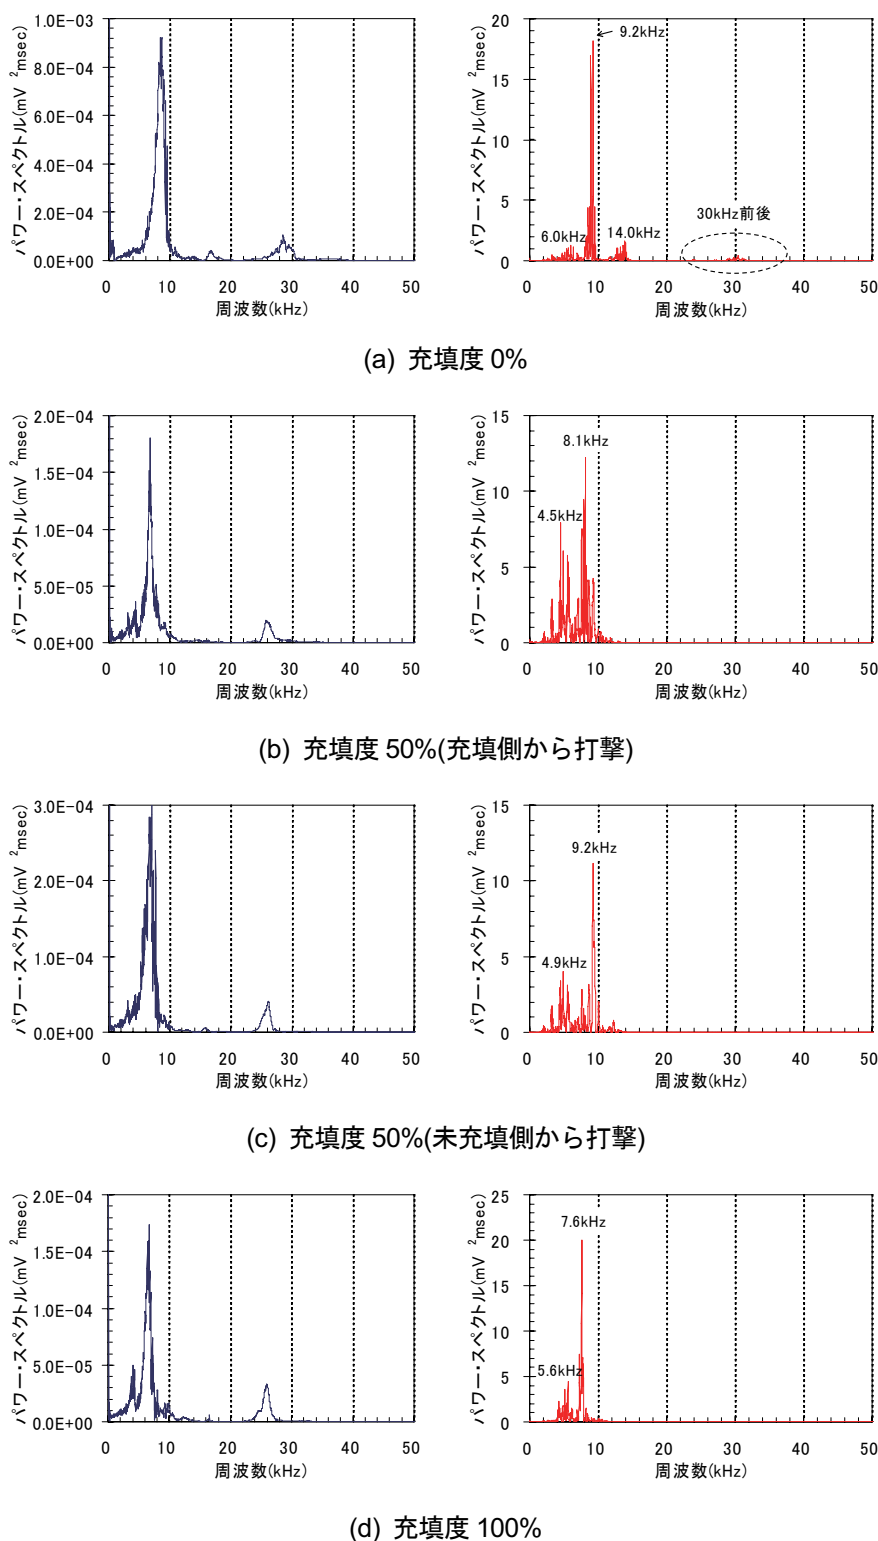 パワー・スペクトル(mV ²msec)
1.0E-03
8.0E-04
6.0E-04
4.0E-04
2.0E-04
0.0E+00
0 10 20 30 40 50
周波数(kHz)
パワー・スペクトル(mV ²msec)
20
15
10
5
0
9.2kHz
6.0kHz
14.0kHz
30kHz前後
0 10 20 30 40 50
周波数(kHz)
(a) 充填度 0%
パワー・スペクトル(mV ²msec)
2.0E-04
1.5E-04
1.0E-04
5.0E-05
0.0E+00
0 10 20 30 40 50
周波数(kHz)
パワー・スペクトル(mV ²msec)
15
10
5
0
8.1kHz
4.5kHz
0 10 20 30 40 50
周波数(kHz)
(b) 充填度 50%(充填側から打撃)
パワー・スペクトル(mV ²msec)
3.0E-04
2.0E-04
1.0E-04
0.0E+00
0 10 20 30 40 50
周波数(kHz)
パワー・スペクトル(mV ²msec)
15
10
5
0
9.2kHz
4.9kHz
0 10 20 30 40 50
周波数(kHz)
(c) 充填度 50%(未充填側から打撃)
パワー・スペクトル(mV ²msec)
2.0E-04
1.5E-04
1.0E-04
5.0E-05
0.0E+00
0 10 20 30 40 50
周波数(kHz)
パワー・スペクトル(mV ²msec)
25
20
15
10
5
0
7.6kHz
5.6kHz
0 10 20 30 40 50
周波数(kHz)
(d) 充填度 100%